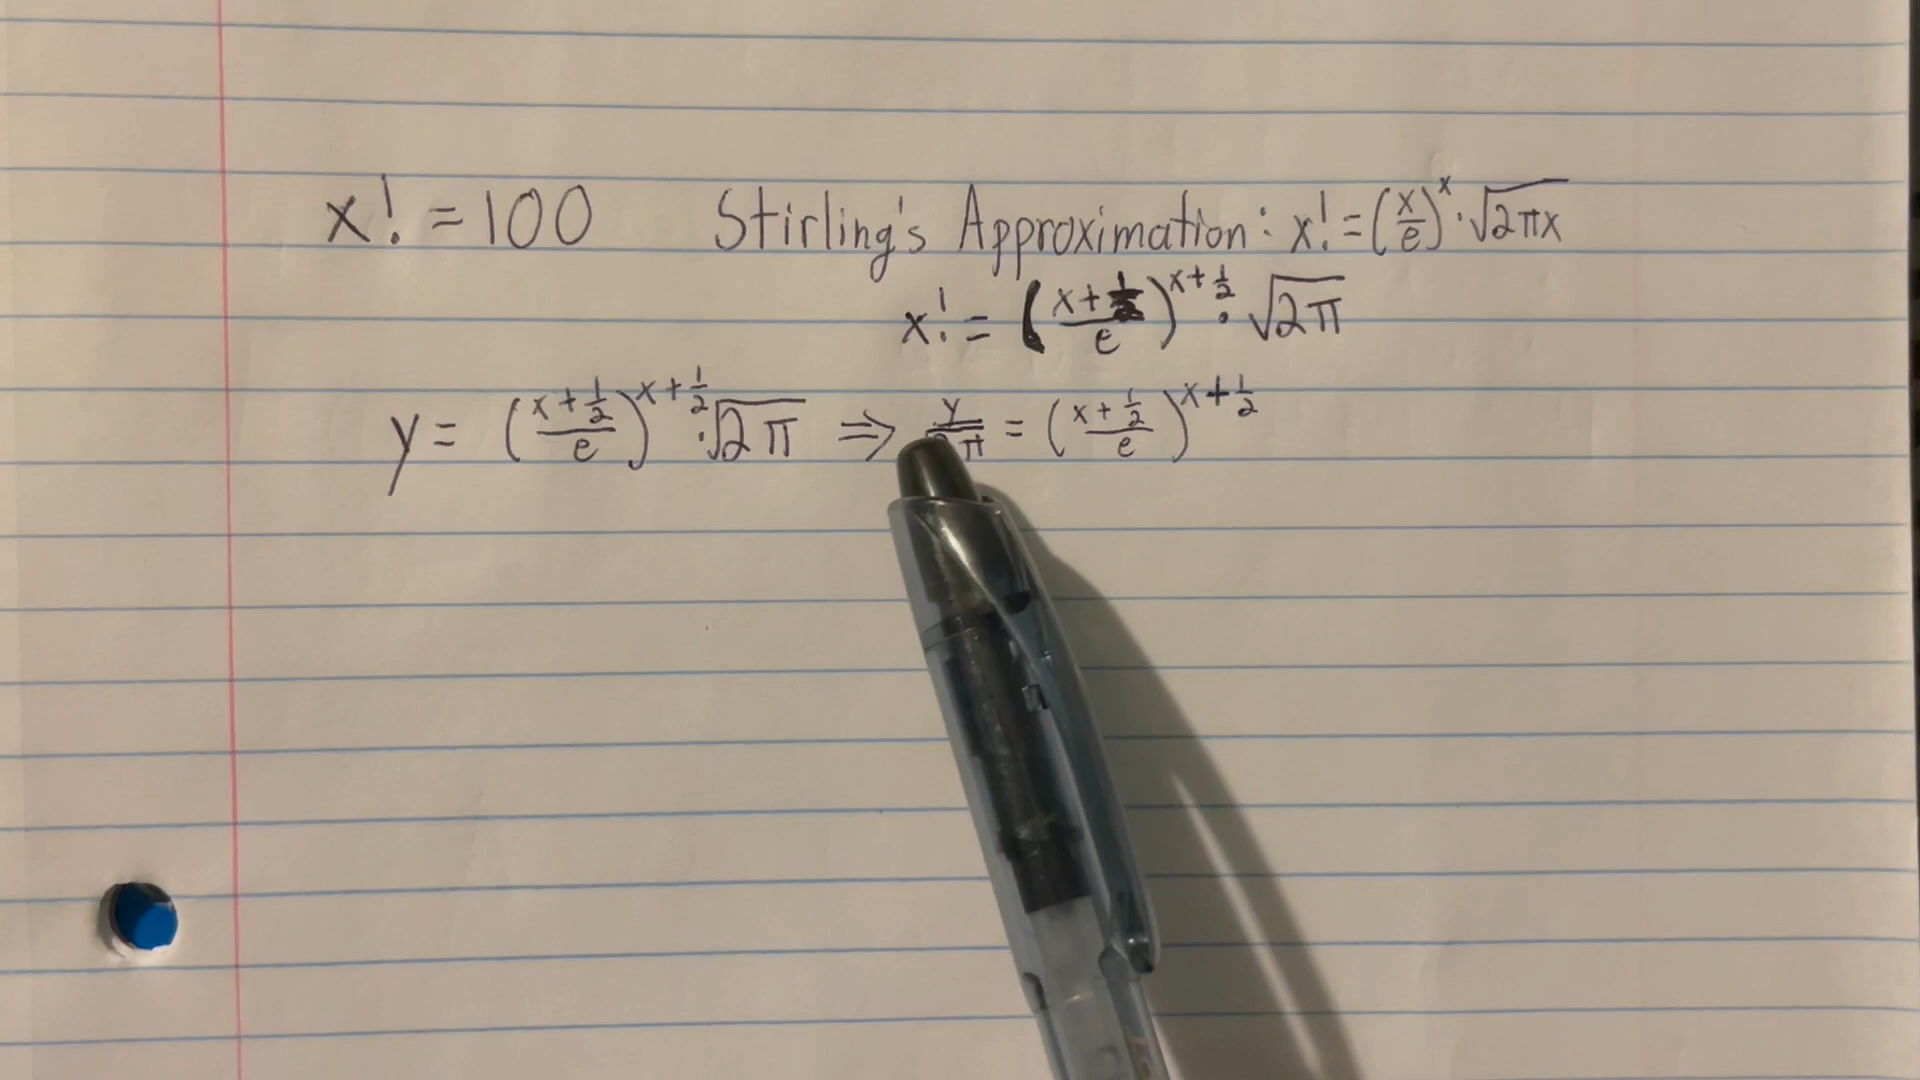 x! = 100 Stirling's Approximation: x! = (x/e)^x · √2πx
x! = ((x+1/2)/e)^(x+1/2) · √2π
y = ((x+1/2)/e)^(x+1/2) · √2π ⇒ y/√2π = ((x+1/2)/e)^(x+1/2)